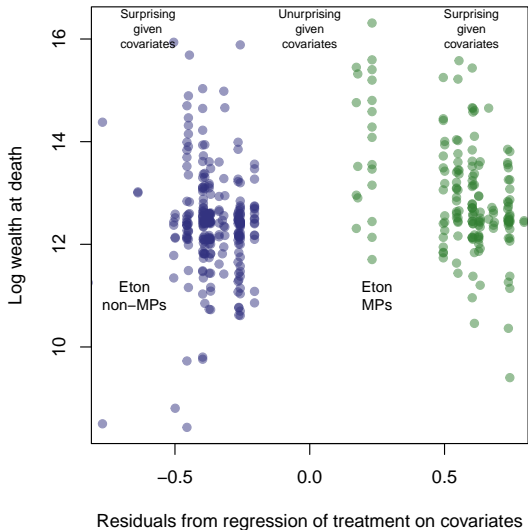 Surprising
given
covariates
Unurprising
given
covariates
Surprising
given
covariates
16
14
12
10
Log wealth at death
Eton
non−MPs
Eton
MPs
−0.5
0.0
0.5
Residuals from regression of treatment on covariates